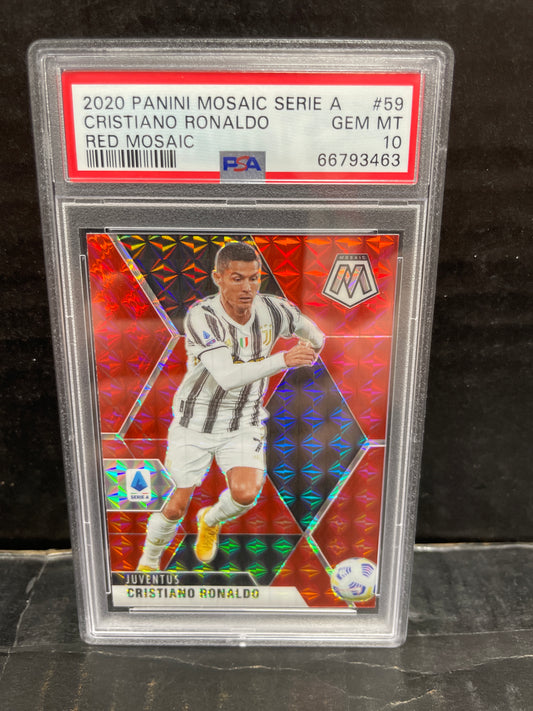 2020 PANINI MOSAIC SERIE A #59
CRISTIANO RONALDO GEM MT
RED MOSAIC 10
PSA 66793463
MOSAIC
SERIE A
JUVENTUS
CRISTIANO RONALDO